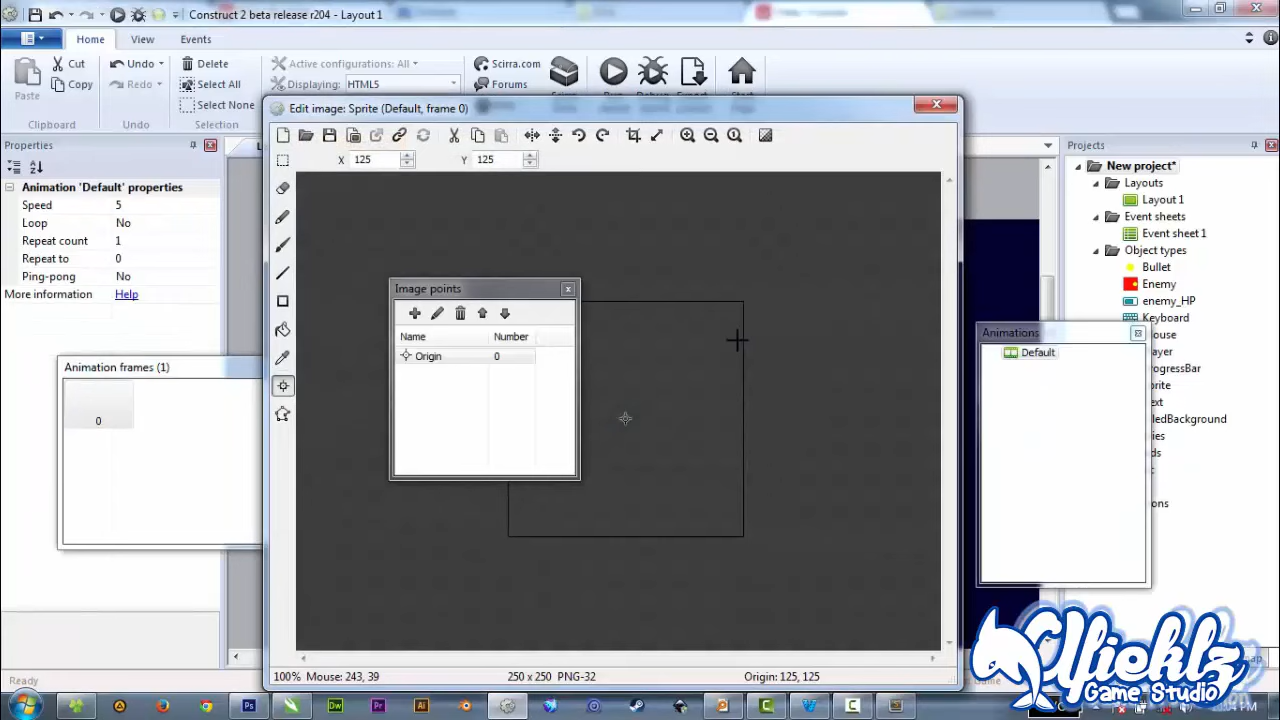 Construct 2 beta release r204 - Layout 1
Home
View
Events
Cut
Undo
Delete
Active configurations: All
Scirra.com
Copy
Redo
Select All
Displaying:
HTML5
Forums
Paste
Select None
Clipboard
Undo
Selection
Edit image: Sprite (Default, frame 0)
X 125
Y 125
Properties
Animation 'Default' properties
Speed 5
Loop No
Repeat count 1
Repeat to 0
Ping-pong No
More information Help
Animation frames (1)
0
Image points
Name Number
Origin 0
100% Mouse: 243, 39
250 x 250 PNG-32
Origin: 125, 125
Projects
New project*
Layouts
Layout 1
Event sheets
Event sheet 1
Object types
Bullet
Enemy
enemy_HP
Keyboard
Animations
Default
Ready
Game Studio